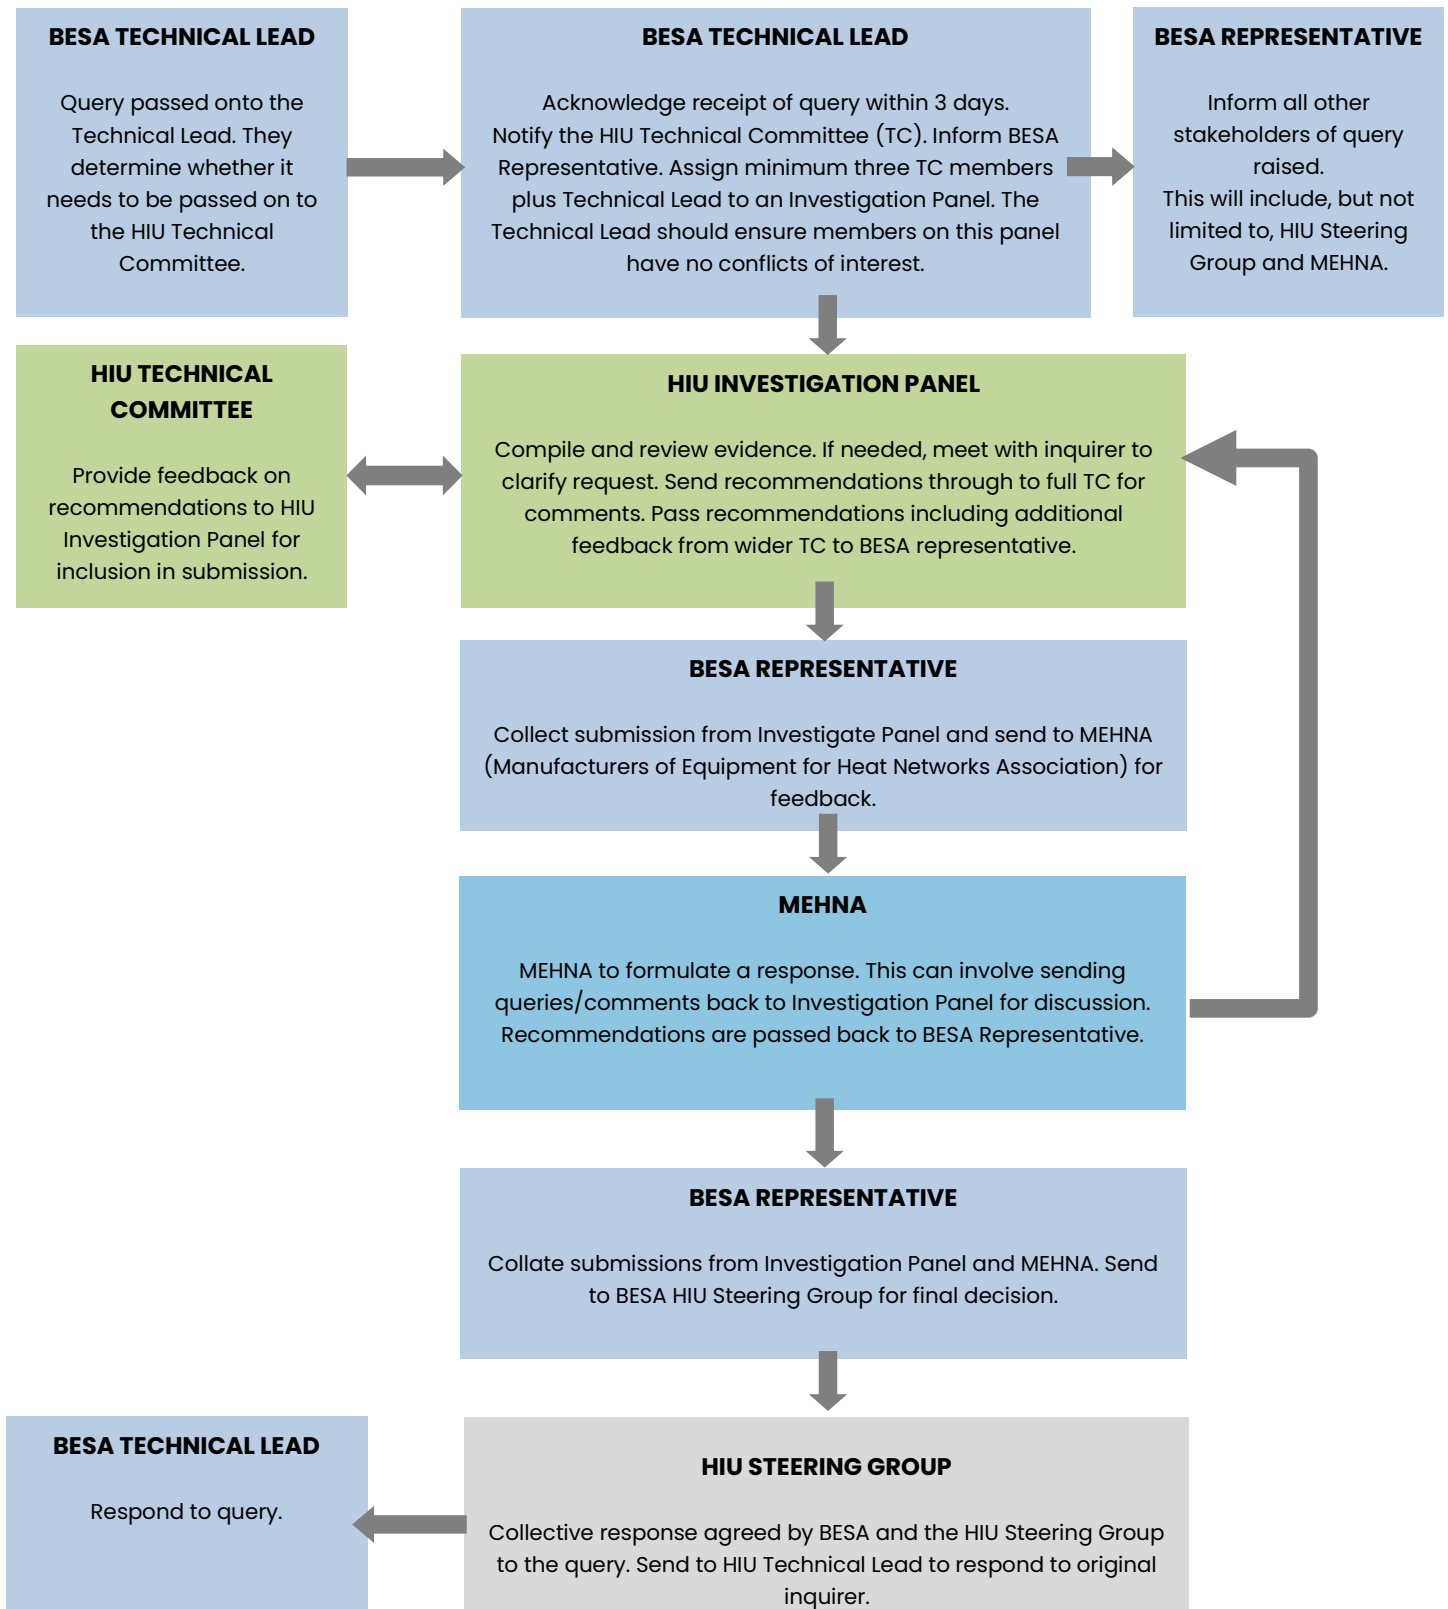 BESA TECHNICAL LEAD
Query passed onto the
Technical Lead. They
determine whether it
needs to be passed on to
the HIU Technical
Committee.
BESA TECHNICAL LEAD
Acknowledge receipt of query within 3 days.
Notify the HIU Technical Committee (TC). Inform BESA
Representative. Assign minimum three TC members
plus Technical Lead to an Investigation Panel. The
Technical Lead should ensure members on this panel
have no conflicts of interest.
BESA REPRESENTATIVE
Inform all other
stakeholders of query
raised.
This will include, but not
limited to, HIU Steering
Group and MEHNA.
HIU TECHNICAL
COMMITTEE
Provide feedback on
recommendations to HIU
Investigation Panel for
inclusion in submission.
HIU INVESTIGATION PANEL
Compile and review evidence. If needed, meet with inquirer to
clarify request. Send recommendations through to full TC for
comments. Pass recommendations including additional
feedback from wider TC to BESA representative.
BESA REPRESENTATIVE
Collect submission from Investigate Panel and send to MEHNA
(Manufacturers of Equipment for Heat Networks Association) for
feedback.
MEHNA
MEHNA to formulate a response. This can involve sending
queries/comments back to Investigation Panel for discussion.
Recommendations are passed back to BESA Representative.
BESA REPRESENTATIVE
Collate submissions from Investigation Panel and MEHNA. Send
to BESA HIU Steering Group for final decision.
BESA TECHNICAL LEAD
Respond to query.
HIU STEERING GROUP
Collective response agreed by BESA and the HIU Steering Group
to the query. Send to HIU Technical Lead to respond to original
inquirer.